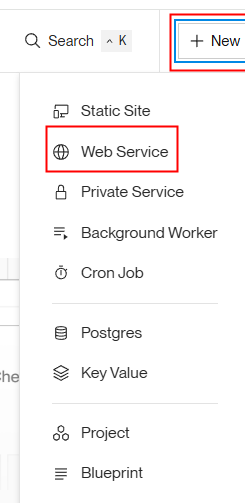 Search ^ K
+ New
Static Site
Web Service
Private Service
Background Worker
Cron Job
Postgres
Key Value
Project
Blueprint